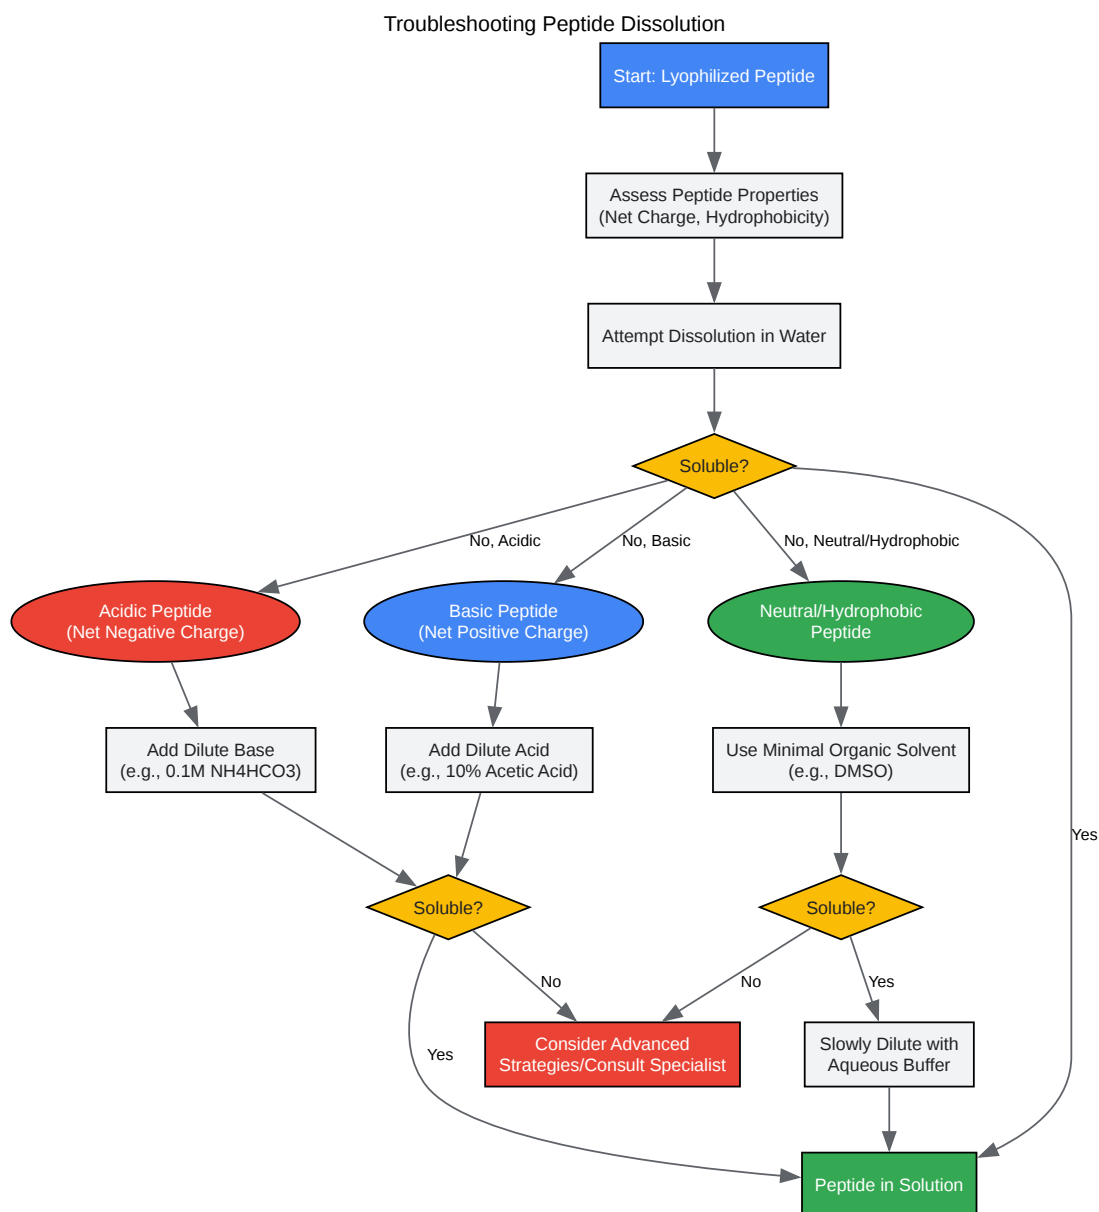 Troubleshooting Peptide Dissolution
Start: Lyophilized Peptide
Assess Peptide Properties
(Net Charge, Hydrophobicity)
Attempt Dissolution in Water
Soluble?
No, Acidic
No, Basic
No, Neutral/Hydrophobic
Acidic Peptide
(Net Negative Charge)
Basic Peptide
(Net Positive Charge)
Neutral/Hydrophobic
Peptide
Add Dilute Base
(e.g., 0.1M NH4HCO3)
Add Dilute Acid
(e.g., 10% Acetic Acid)
Use Minimal Organic Solvent
(e.g., DMSO)
Yes
Soluble?
Soluble?
No
No
Yes
Yes
Consider Advanced
Strategies/Consult Specialist
Slowly Dilute with
Aqueous Buffer
Peptide in Solution